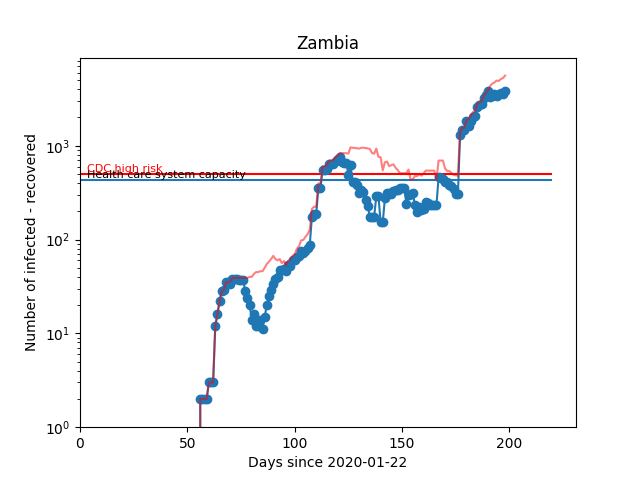 Zambia
Number of infected - recovered
10³
10²
10¹
10⁰
CDC high risk
Health care system capacity
0 50 100 150 200
Days since 2020-01-22